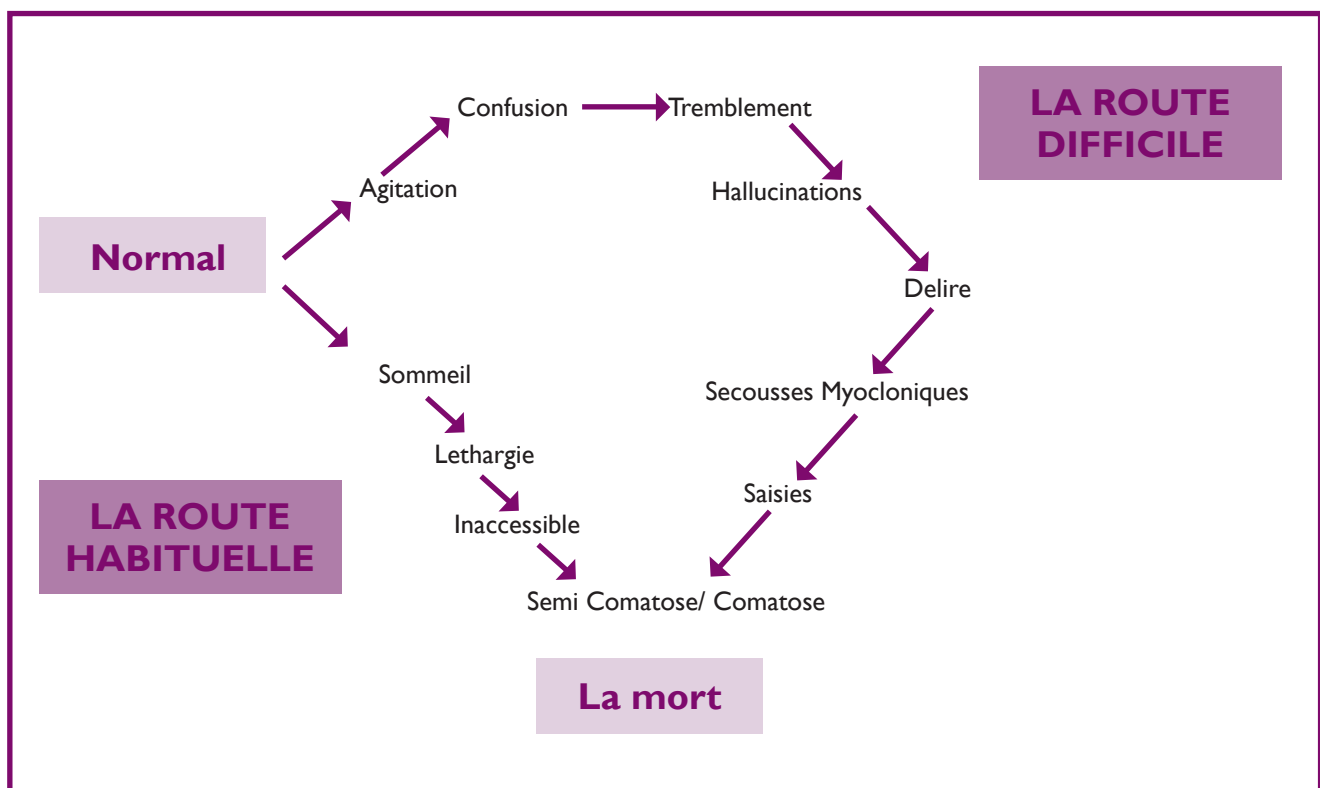 LA ROUTE
DIFFICILE
Confusion
Tremblement
Agitation
Hallucinations
Normal
Delire
Sommeil
Secousses Myocloniques
Lethargie
Saisies
LA ROUTE
HABITUELLE
Inaccessible
Semi Comatose/ Comatose
La mort